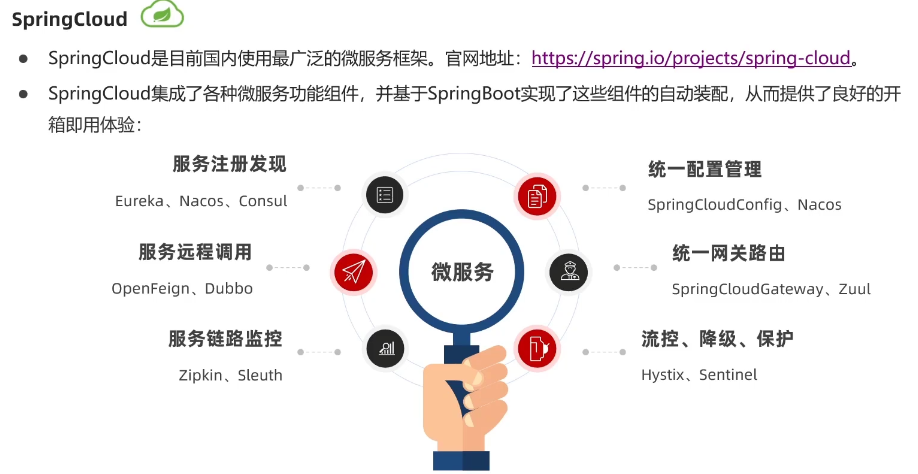 SpringCloud
SpringCloud是目前国内使用最广泛的微服务框架。官网地址：https://spring.io/projects/spring-cloud。
SpringCloud集成了各种微服务功能组件，并基于SpringBoot实现了这些组件的自动装配，从而提供了良好的开
箱即用体验：
服务注册发现
Eureka、Nacos、Consul
统一配置管理
SpringCloudConfig、Nacos
服务远程调用
OpenFeign、Dubbo
微服务
统一网关路由
SpringCloudGateway、Zuul
服务链路监控
Zipkin、Sleuth
流控、降级、保护
Hystix、Sentinel